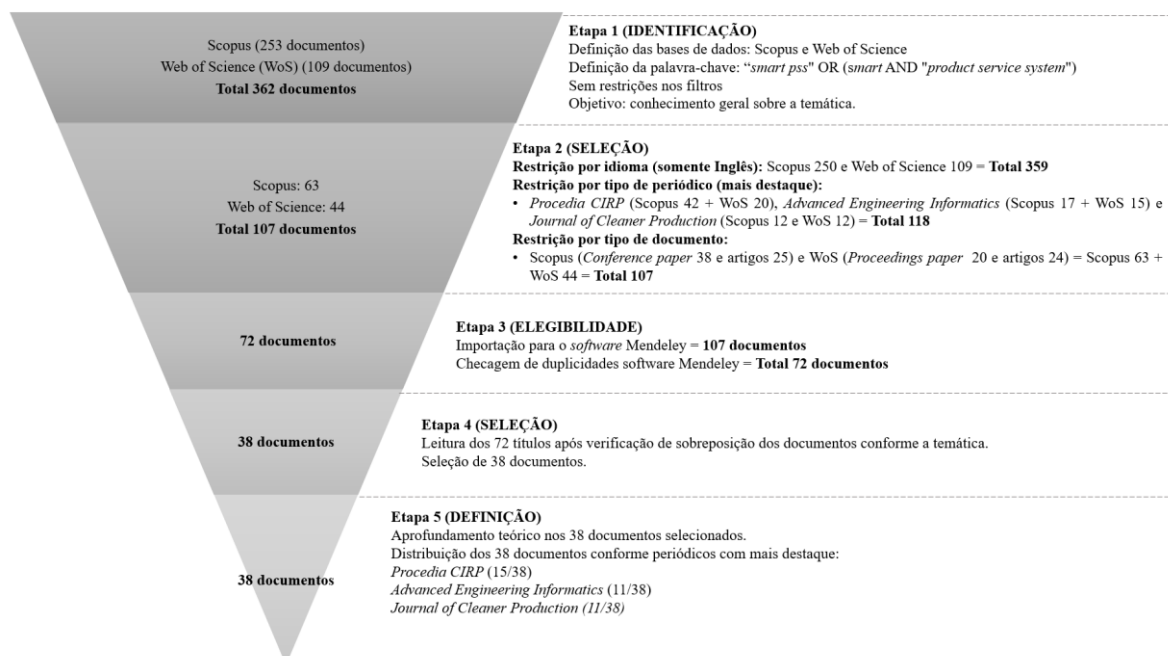 Scopus (253 documentos)
Web of Science (WoS) (109 documentos)
Total 362 documentos
Etapa 1 (IDENTIFICAÇÃO)
Definição das bases de dados: Scopus e Web of Science
Definição da palavra-chave: “smart pss" OR (smart AND "product service system")
Sem restrições nos filtros
Objetivo: conhecimento geral sobre a temática.
Scopus: 63
Web of Science: 44
Total 107 documentos
Etapa 2 (SELEÇÃO)
Restrição por idioma (somente Inglês): Scopus 250 e Web of Science 109 = Total 359
Restrição por tipo de periódico (mais destaque):
• Procedia CIRP (Scopus 42 + WoS 20), Advanced Engineering Informatics (Scopus 17 + WoS 15) e
Journal of Cleaner Production (Scopus 12 e WoS 12) = Total 118
Restrição por tipo de documento:
• Scopus (Conference paper 38 e artigos 25) e WoS (Proceedings paper 20 e artigos 24) = Scopus 63 +
WoS 44 = Total 107
72 documentos
Etapa 3 (ELEGIBILIDADE)
Importação para o software Mendeley = 107 documentos
Checagem de duplicidades software Mendeley = Total 72 documentos
38 documentos
Etapa 4 (SELEÇÃO)
Leitura dos 72 títulos após verificação de sobreposição dos documentos conforme a temática.
Seleção de 38 documentos.
38 documentos
Etapa 5 (DEFINIÇÃO)
Aprofundamento teórico nos 38 documentos selecionados.
Distribuição dos 38 documentos conforme periódicos com mais destaque:
Procedia CIRP (15/38)
Advanced Engineering Informatics (11/38)
Journal of Cleaner Production (11/38)